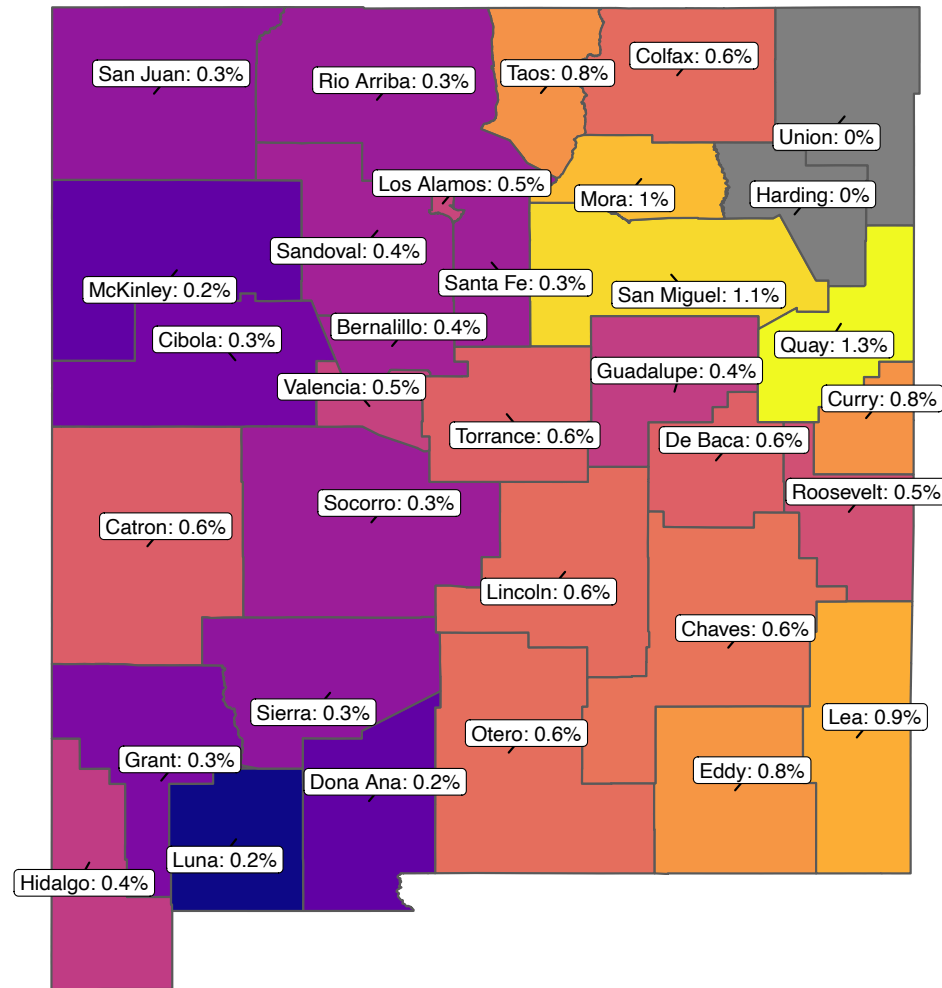 San Juan: 0.3%
Rio Arriba: 0.3%
Taos: 0.8%
Colfax: 0.6%
Union: 0%
Los Alamos: 0.5%
Mora: 1%
Harding: 0%
Sandoval: 0.4%
McKinley: 0.2%
Santa Fe: 0.3%
San Miguel: 1.1%
Cibola: 0.3%
Bernalillo: 0.4%
Quay: 1.3%
Valencia: 0.5%
Guadalupe: 0.4%
Curry: 0.8%
Torrance: 0.6%
De Baca: 0.6%
Catron: 0.6%
Socorro: 0.3%
Roosevelt: 0.5%
Lincoln: 0.6%
Chaves: 0.6%
Sierra: 0.3%
Otero: 0.6%
Lea: 0.9%
Grant: 0.3%
Dona Ana: 0.2%
Eddy: 0.8%
Luna: 0.2%
Hidalgo: 0.4%